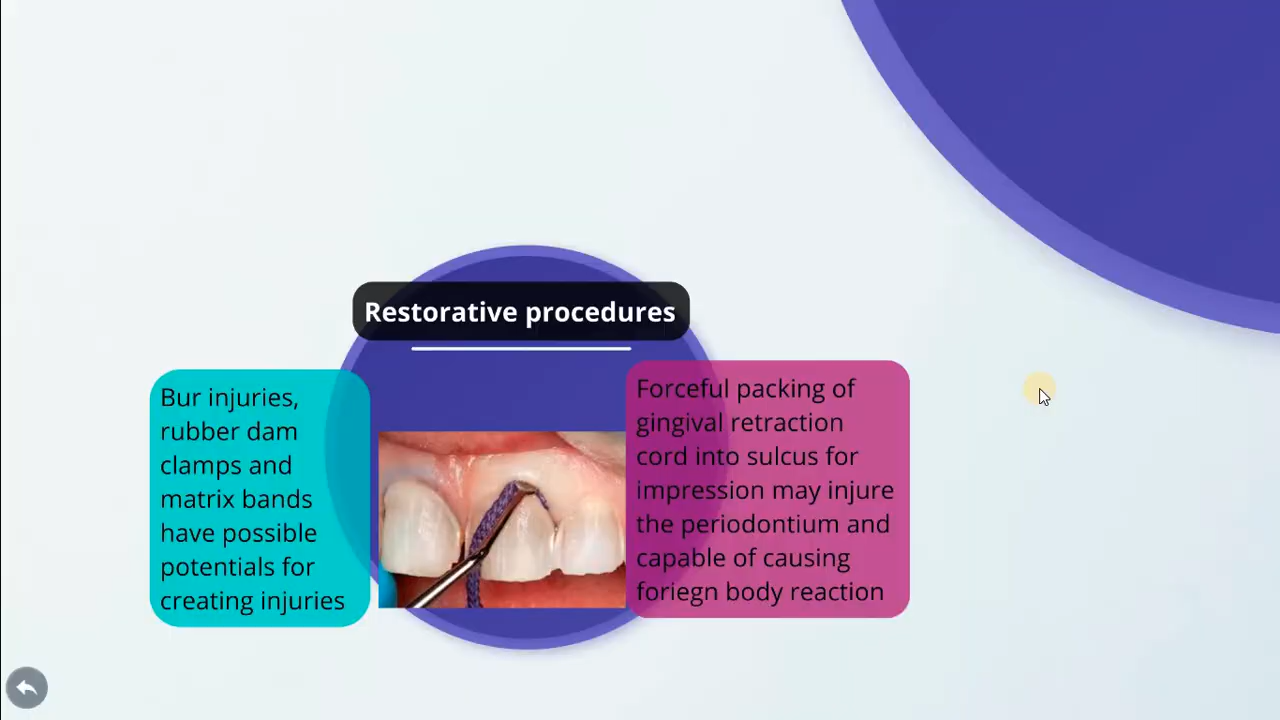 Restorative procedures
Bur injuries,
rubber dam
clamps and
matrix bands
have possible
potentials for
creating injuries
Forceful packing of
gingival retraction
cord into sulcus for
impression may injure
the periodontium and
capable of causing
foriegn body reaction